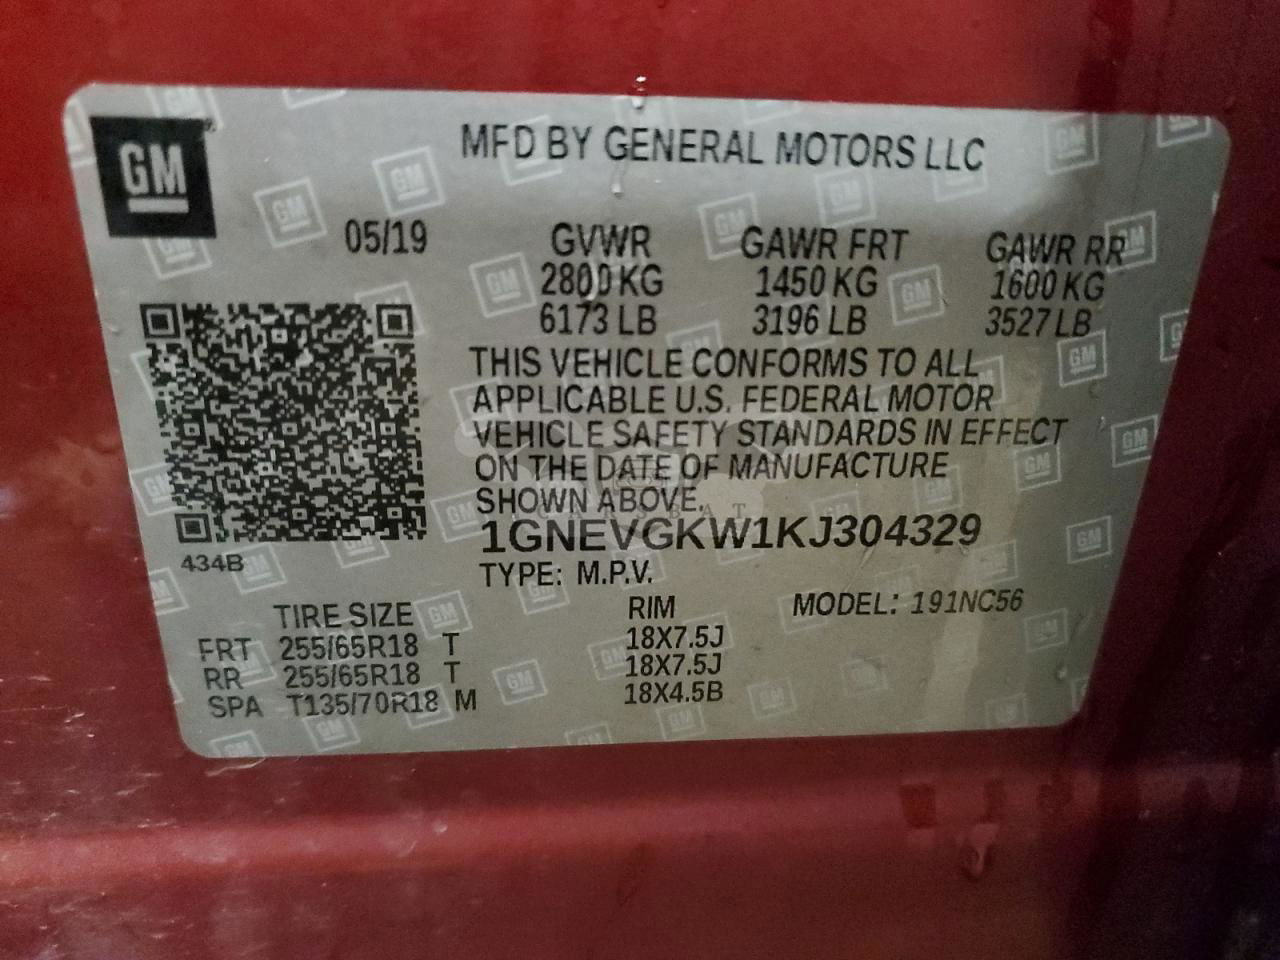 GM
MFD BY GENERAL MOTORS LLC
05/19 GVWR GAWR FRT GAWR RR
2800 KG 1450 KG 1600 KG
6173 LB 3196 LB 3527 LB
THIS VEHICLE CONFORMS TO ALL
APPLICABLE U.S. FEDERAL MOTOR
VEHICLE SAFETY STANDARDS IN EFFECT
ON THE DATE OF MANUFACTURE
SHOWN ABOVE.
1GNEVGKW1KJ304329
434B
TYPE: M.P.V.
TIRE SIZE RIM MODEL: 191NC56
FRT 255/65R18 T 18X7.5J
RR 255/65R18 T 18X7.5J
SPA T135/70R18 M 18X4.5B